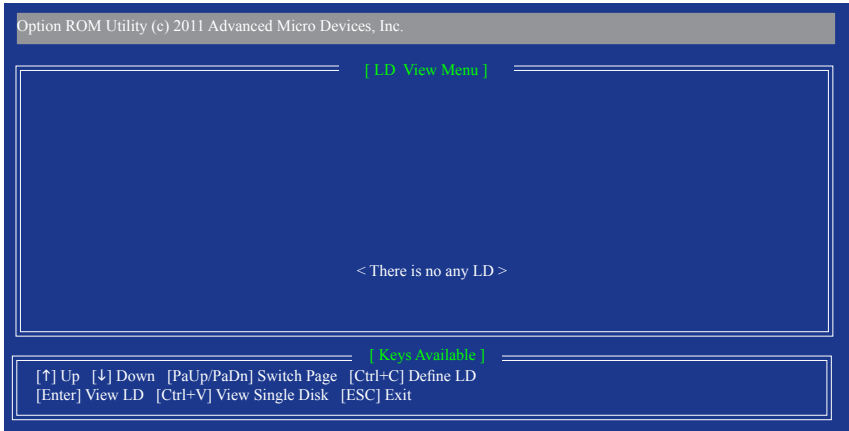 Option ROM Utility (c) 2011 Advanced Micro Devices, Inc.
[ LD View Menu ]
< There is no any LD >
[ Keys Available ]
[↑] Up [↓] Down [PaUp/PaDn] Switch Page [Ctrl+C] Define LD
[Enter] View LD [Ctrl+V] View Single Disk [ESC] Exit